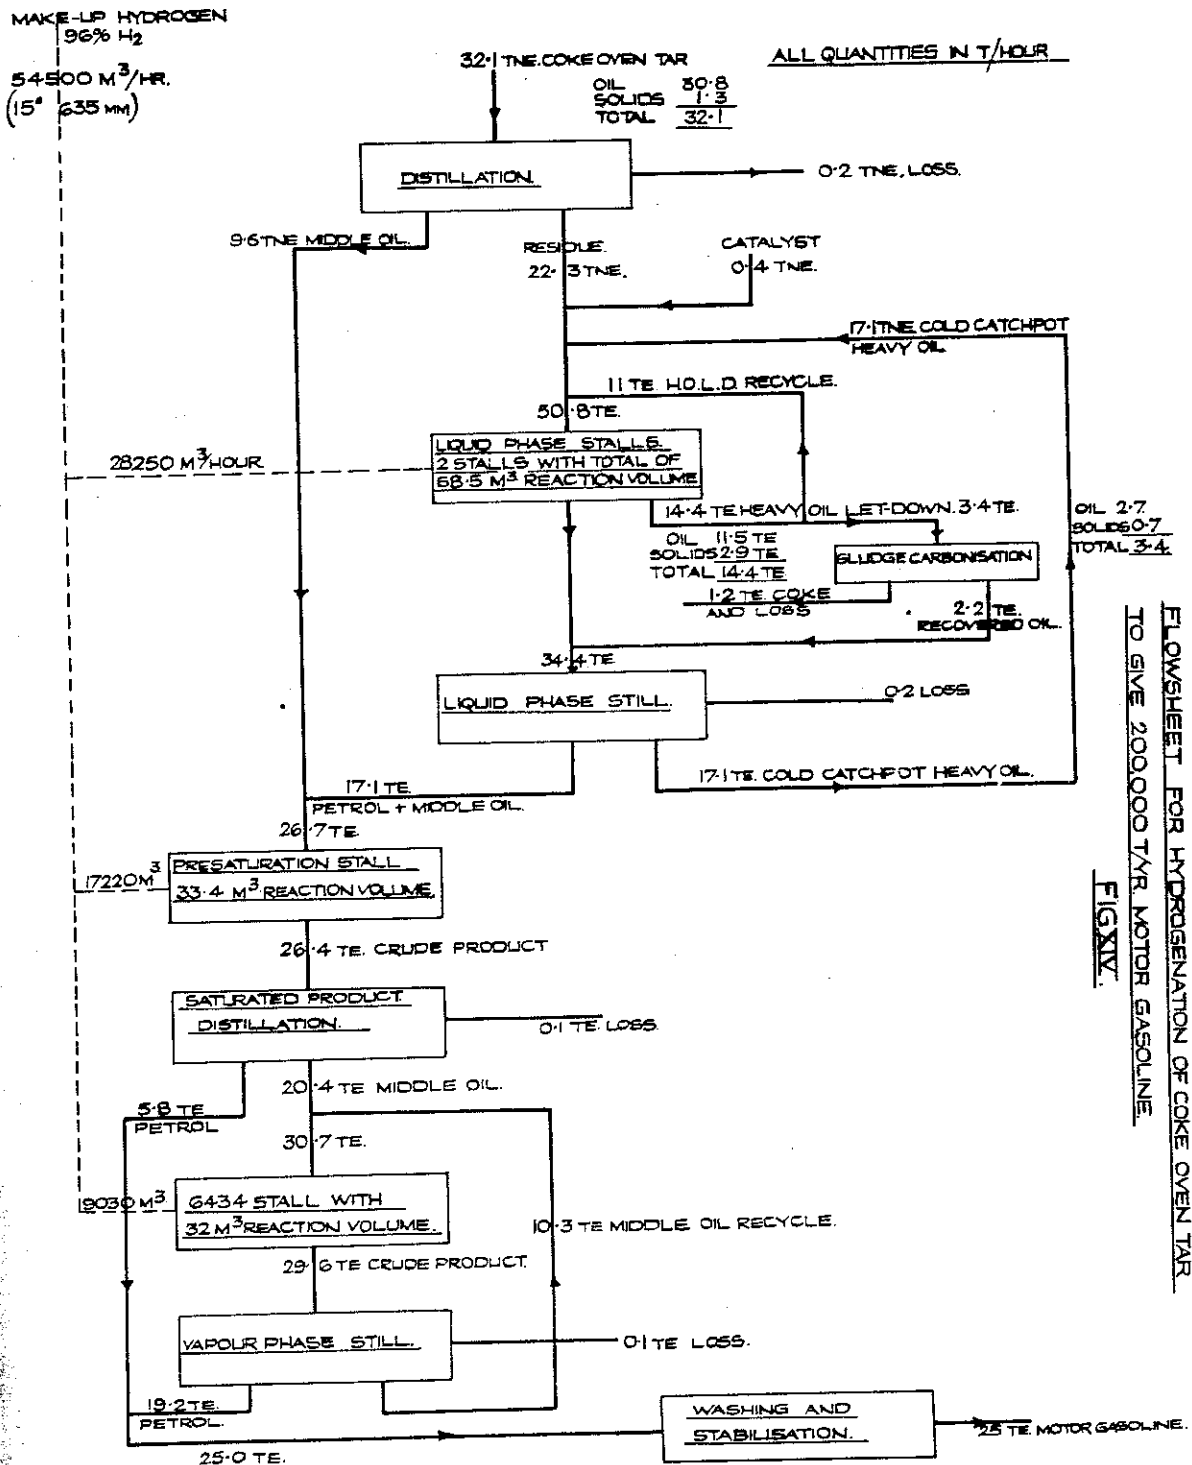 MAKE-UP HYDROGEN
96% H2
54500 M3/HR.
(15° 635 MM)
ALL QUANTITIES IN T/HOUR
32·1 TNE. COKE OVEN TAR
OIL 30·8
SOLIDS 1·3
TOTAL 32·1
DISTILLATION.
0·2 TNE, LOSS.
9·6 TNE MIDDLE OIL.
RESIDUE.
22·3 TNE.
CATALYST
0·4 TNE.
17·1 TNE COLD CATCHPOT
HEAVY OIL
11 TE H.O.L.D. RECYCLE.
50·8 TE.
LIQUID PHASE STALLS.
2 STALLS WITH TOTAL OF
68·5 M3 REACTION VOLUME
28250 M3/HOUR
14·4 TE HEAVY OIL LET-DOWN. 3·4 TE.
OIL 11·5 TE
SOLIDS 2·9 TE
TOTAL 14·4 TE
OIL 2·7
SOLIDS 0·7
TOTAL 3·4
SLUDGE CARBONISATION
1·2 TE. COKE
AND LOSS
2·2 TE.
RECOVERED OIL.
34·4 TE
LIQUID PHASE STILL.
0·2 LOSS
17·1 TE.
PETROL + MIDDLE OIL.
17·1 TE. COLD CATCHPOT HEAVY OIL.
26·7 TE.
PRESATURATION STALL
33·4 M3 REACTION VOLUME.
17220 M3
26·4 TE. CRUDE PRODUCT
SATURATED PRODUCT
DISTILLATION.
0·1 TE. LOSS.
20·4 TE MIDDLE OIL.
5·8 TE
PETROL
30·7 TE.
6434 STALL WITH
32 M3 REACTION VOLUME.
9030 M3
10·3 TE MIDDLE OIL RECYCLE.
29·6 TE CRUDE PRODUCT.
VAPOUR PHASE STILL.
0·1 TE LOSS.
19·2 TE.
PETROL.
25·0 TE.
WASHING AND
STABILISATION.
25 TE. MOTOR GASOLINE.
FLOWSHEET FOR HYDROGENATION OF COKE OVEN TAR
TO GIVE 200,000 T/YR. MOTOR GASOLINE.
FIG XIV.